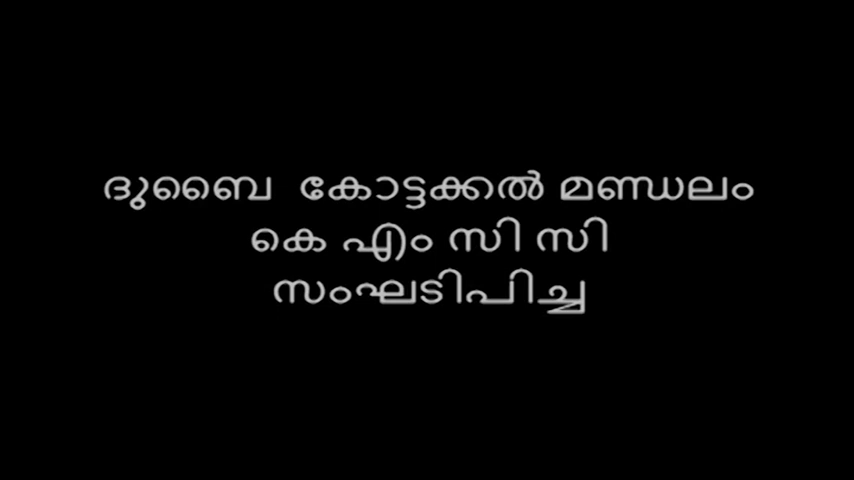 ദുബൈ കോട്ടക്കൽ മണ്ഡലം
കെ എം സി സി
സംഘടിപിച്ച